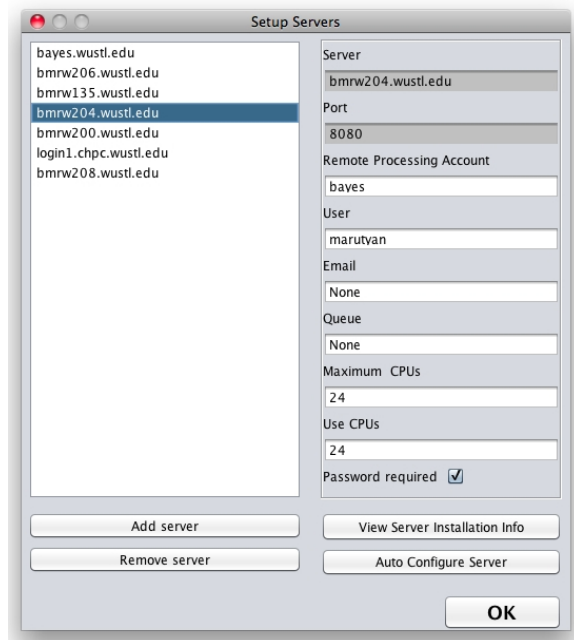 Setup Servers
bayes.wustl.edu
bmrw206.wustl.edu
bmrw135.wustl.edu
bmrw204.wustl.edu
bmrw200.wustl.edu
login1.chpc.wustl.edu
bmrw208.wustl.edu
Server
bmrw204.wustl.edu
Port
8080
Remote Processing Account
bayes
User
marutyan
Email
None
Queue
None
Maximum CPUs
24
Use CPUs
24
Password required
Add server
Remove server
View Server Installation Info
Auto Configure Server
OK